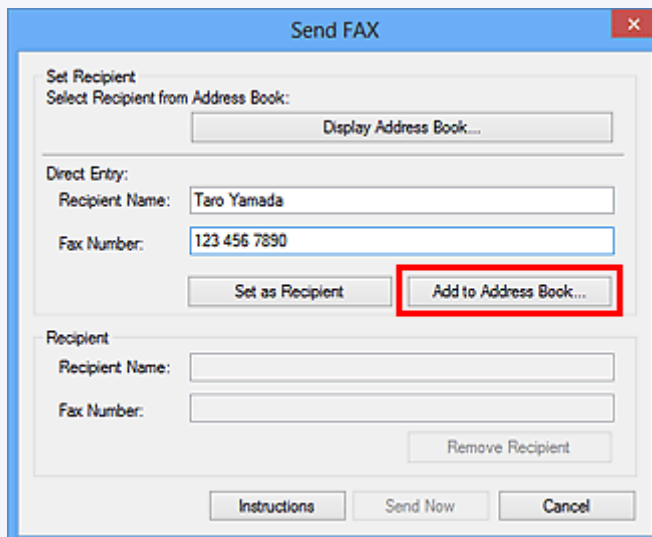 Send FAX
Set Recipient
Select Recipient from Address Book:
Display Address Book...
Direct Entry:
Recipient Name: Taro Yamada
Fax Number: 123 456 7890
Set as Recipient Add to Address Book...
Recipient
Recipient Name:
Fax Number:
Remove Recipient
Instructions Send Now Cancel